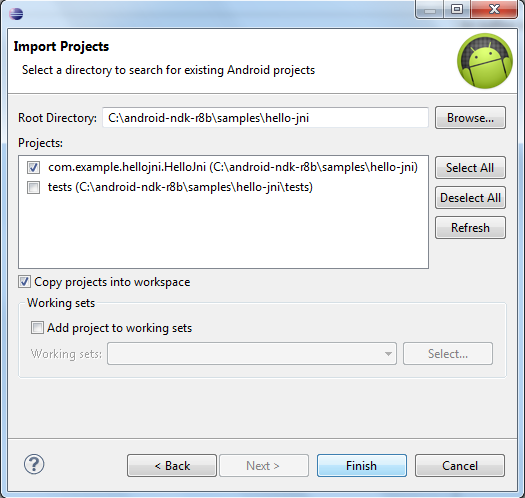 Import Projects
Select a directory to search for existing Android projects
Root Directory: C:\android-ndk-r8b\samples\hello-jni Browse...
Projects:
com.example.hellojni.HelloJni (C:\android-ndk-r8b\samples\hello-jni) Select All
tests (C:\android-ndk-r8b\samples\hello-jni\tests)
Deselect All
Refresh
Copy projects into workspace
Working sets
Add project to working sets
Working sets: Select...
? < Back Next > Finish Cancel